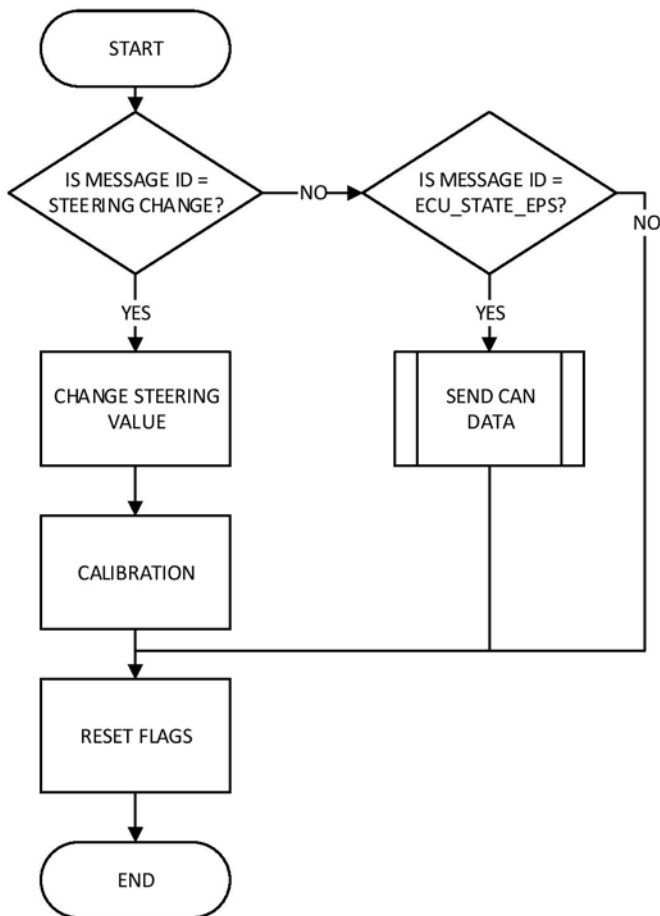 START
IS MESSAGE ID =
STEERING CHANGE?
NO
IS MESSAGE ID =
ECU_STATE_EPS?
NO
YES
YES
CHANGE STEERING
VALUE
SEND CAN
DATA
CALIBRATION
RESET FLAGS
END